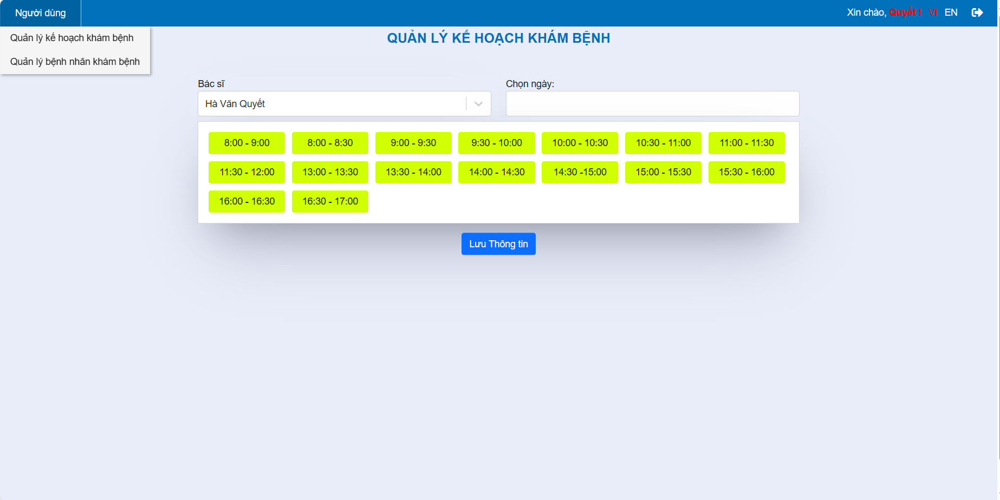 Người dùng
Xin chào, Quyết ! VI EN
Quản lý kế hoạch khám bệnh
Quản lý bệnh nhân khám bệnh
QUẢN LÝ KẾ HOẠCH KHÁM BỆNH
Bác sĩ
Chọn ngày:
Hà Văn Quyết
8:00 - 9:00 8:00 - 8:30 9:00 - 9:30 9:30 - 10:00 10:00 - 10:30 10:30 - 11:00 11:00 - 11:30
11:30 - 12:00 13:00 - 13:30 13:30 - 14:00 14:00 - 14:30 14:30 -15:00 15:00 - 15:30 15:30 - 16:00
16:00 - 16:30 16:30 - 17:00
Lưu Thông tin